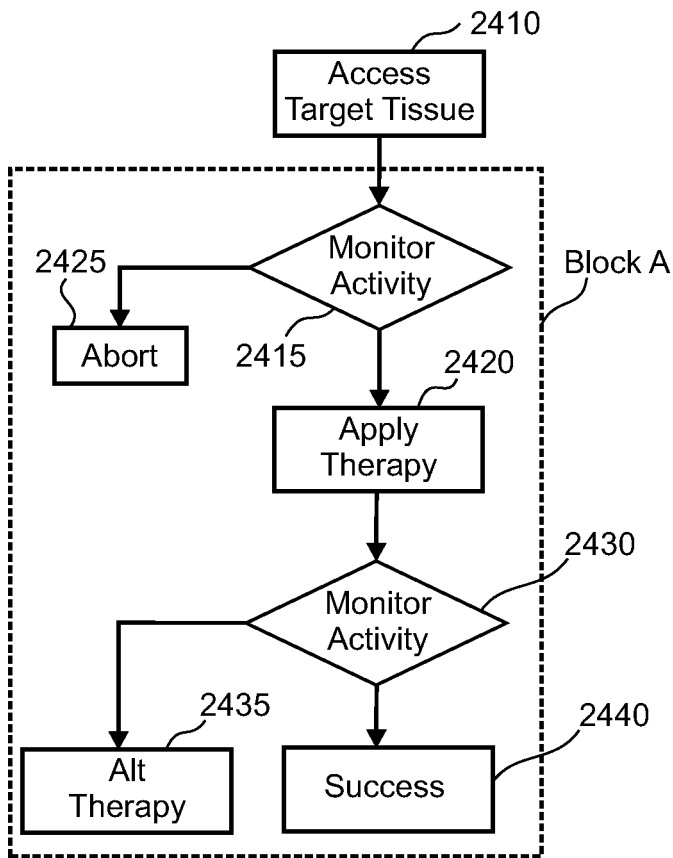 2410
Access
Target Tissue
Monitor
Activity
Block A
2425
Abort
2415
2420
Apply
Therapy
2430
Monitor
Activity
2435
2440
Alt
Therapy
Success